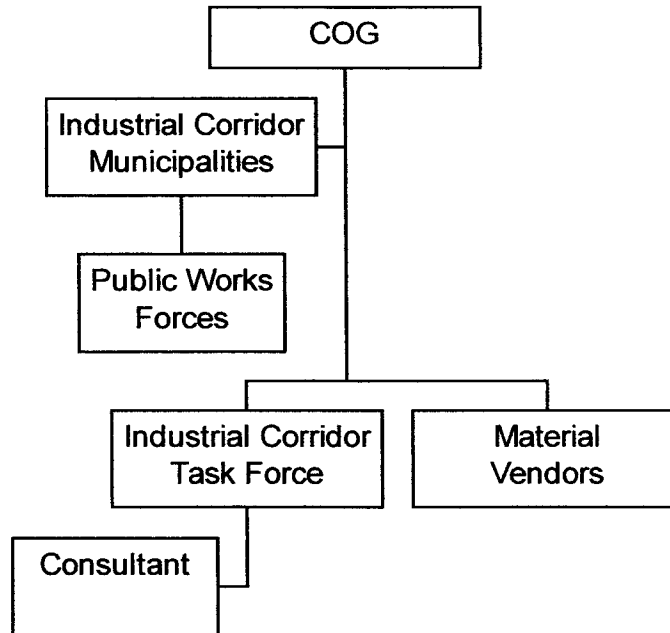 COG
Industrial Corridor
Municipalities
Public Works
Forces
Industrial Corridor
Task Force
Material
Vendors
Consultant